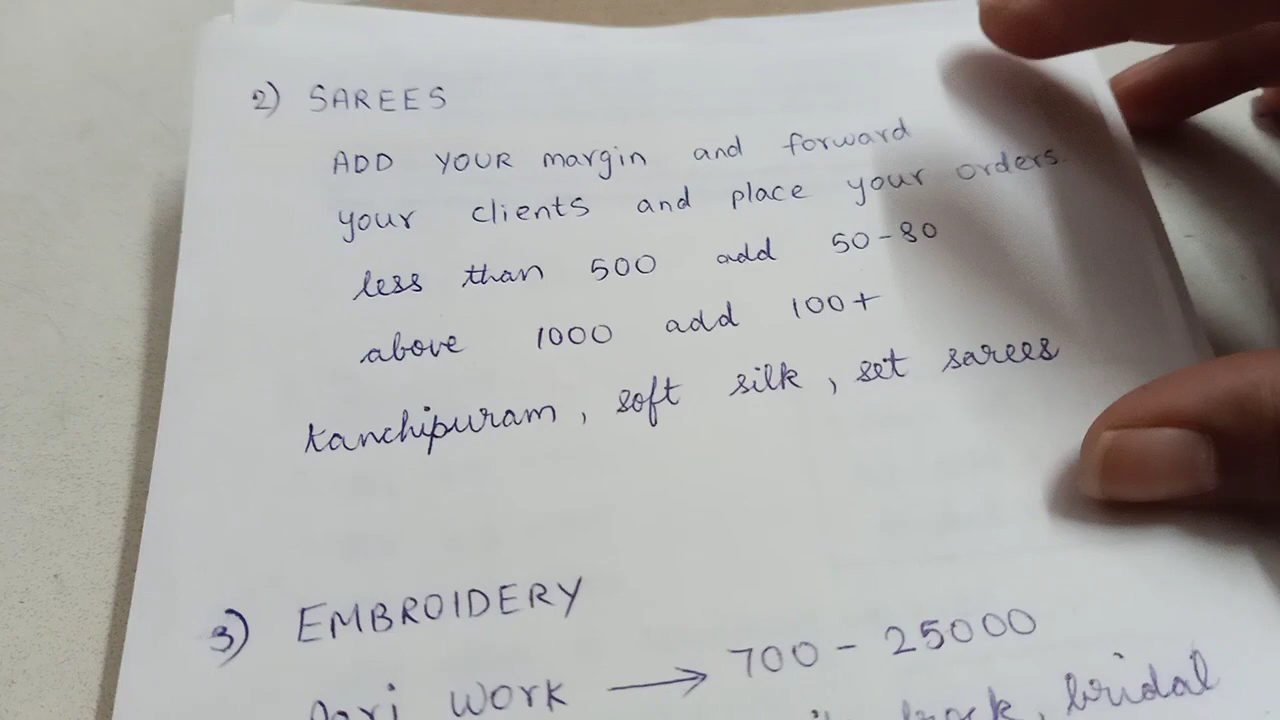 2) SAREES
ADD YOUR margin and forward
your clients and place your orders.
less than 500 add 50-80
above 1000 add 100+
Kanchipuram, soft silk, set sarees
3) EMBROIDERY
work → 700 - 25000
bridal